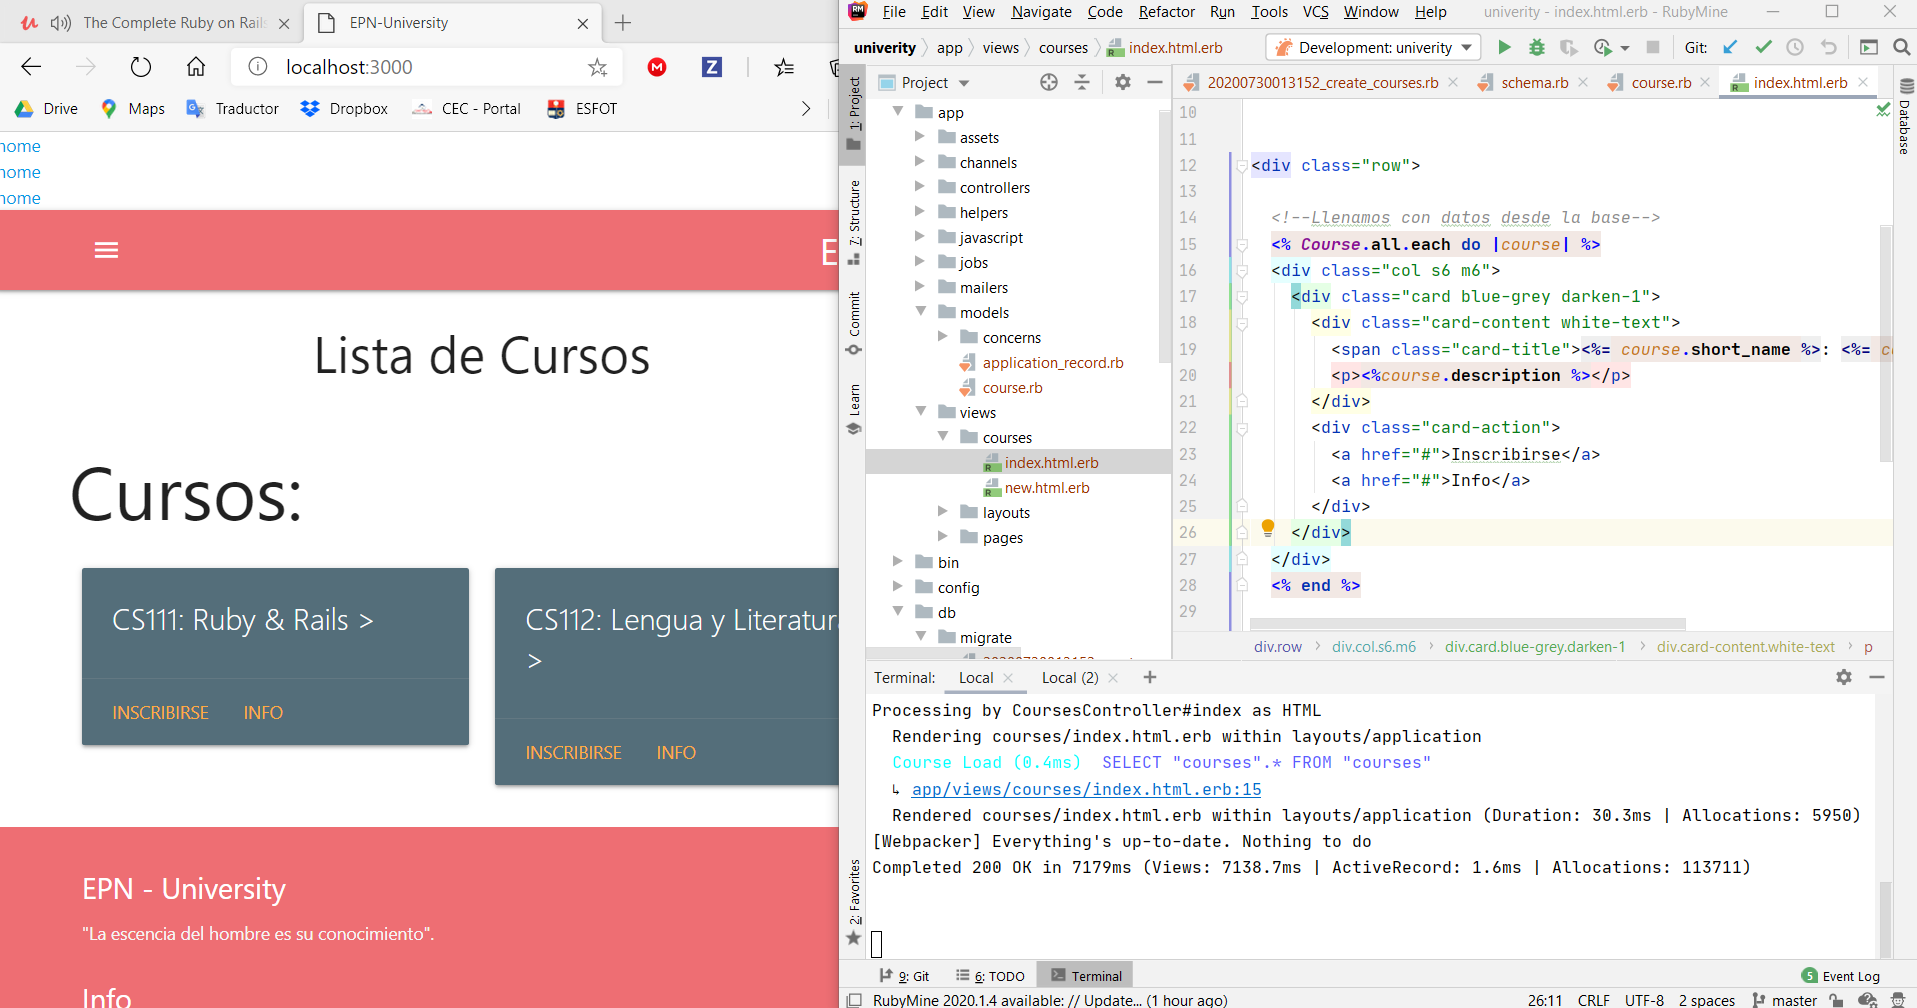 The Complete Ruby on Rail
EPN-University
localhost:3000
Drive
Maps
Traductor
Dropbox
CEC - Portal
ESFOT
home
home
home
E
Lista de Cursos
Cursos:
CS111: Ruby & Rails >
INSCRIBIRSE INFO
CS112: Lengua y Literatura
>
INSCRIBIRSE INFO
EPN - University
"La escencia del hombre es su conocimiento".
Info
File Edit View Navigate Code Refactor Run Tools VCS Window Help
univerity - index.html.erb - RubyMine
univerity app views courses index.html.erb
Development: univerity
Git:
1: Project
7: Structure
Commit
Learn
2: Favorites
Project
app
assets
channels
controllers
helpers
javascript
jobs
mailers
models
concerns
application_record.rb
course.rb
views
courses
index.html.erb
new.html.erb
layouts
pages
bin
config
db
migrate
20200730013152_create_courses.rb
schema.rb
course.rb
index.html.erb
Database
10
11
12 <div class="row">
13
14 <!--Llenamos con datos desde la base-->
15 <% Course.all.each do |course| %>
16 <div class="col s6 m6">
17 <div class="card blue-grey darken-1">
18 <div class="card-content white-text">
19 <span class="card-title"><%= course.short_name %>: <%= c
20 <p><%course.description %></p>
21 </div>
22 <div class="card-action">
23 <a href="#">Inscribirse</a>
24 <a href="#">Info</a>
25 </div>
26 </div>
27 </div>
28 <% end %>
29
div.row div.col.s6.m6 div.card.blue-grey.darken-1 div.card-content.white-text p
Terminal: Local Local (2)
Processing by CoursesController#index as HTML
Rendering courses/index.html.erb within layouts/application
Course Load (0.4ms) SELECT "courses".* FROM "courses"
↳ app/views/courses/index.html.erb:15
Rendered courses/index.html.erb within layouts/application (Duration: 30.3ms | Allocations: 5950)
[Webpacker] Everything's up-to-date. Nothing to do
Completed 200 OK in 7179ms (Views: 7138.7ms | ActiveRecord: 1.6ms | Allocations: 113711)
9: Git 6: TODO Terminal
5 Event Log
RubyMine 2020.1.4 available: // Update... (1 hour ago)
26:11 CRLF UTF-8 2 spaces master